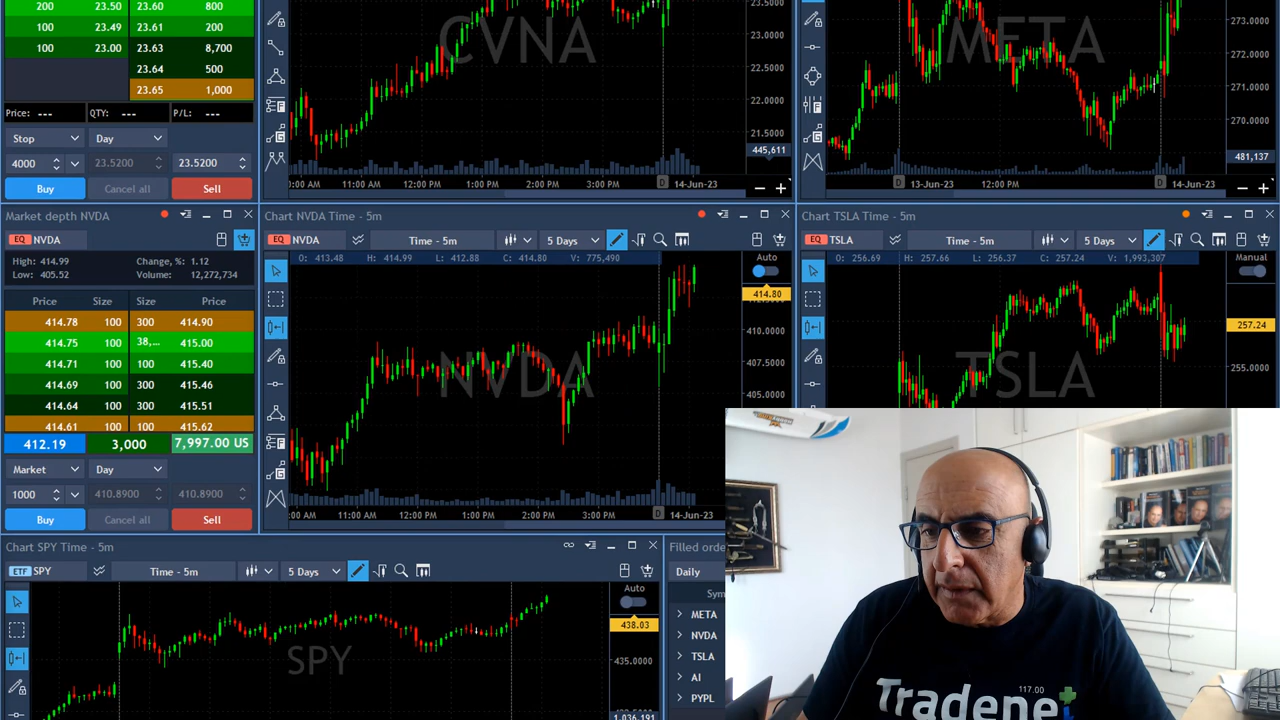 200 23.50 23.60 800
100 23.49 23.61 200
100 23.00 23.63 8,700
23.64 500
23.65 1,000
Price: --- QTY: --- P/L: ---
Stop Day
4000 23.5200 23.5200
Buy Cancel all Sell
CVNA
23.5000
23.0000
22.5000
22.0000
21.5000
445,611
11:00 AM 12:00 PM 1:00 PM 2:00 PM 3:00 PM D 14-Jun-23
META
273.0000
272.0000
271.0000
270.0000
481,137
D 13-Jun-23 12:00 PM D 14-Jun-23
Market depth NVDA
EQ NVDA
High: 414.99 Change, %: 1.12
Low: 405.52 Volume: 12,272,734
Price Size Size Price
414.78 100 300 414.90
414.75 100 38,... 415.00
414.71 100 100 415.40
414.69 100 300 415.46
414.64 100 300 415.51
414.61 100 100 415.62
412.19 3,000 7,997.00 US
Market Day
1000 410.8900 410.8900
Buy Cancel all Sell
Chart NVDA Time - 5m
EQ NVDA Time - 5m 5 Days
O: 413.48 H: 414.99 L: 412.88 C: 414.80 V: 775,490
Auto
414.80
410.0000
407.5000
405.0000
NVDA
11:00 AM 12:00 PM 1:00 PM 2:00 PM 3:00 PM D 14-Jun-23
Chart TSLA Time - 5m
EQ TSLA Time - 5m 5 Days
O: 256.69 H: 257.66 L: 256.37 C: 257.24 V: 1,993,307
Manual
257.24
255.0000
TSLA
Chart SPY Time - 5m
ETF SPY Time - 5m 5 Days
Auto
438.03
435.0000
1,036,191
SPY
Filled orde
Daily
Sym
META
NVDA
TSLA
AI
PYPL
117.00
Tradene